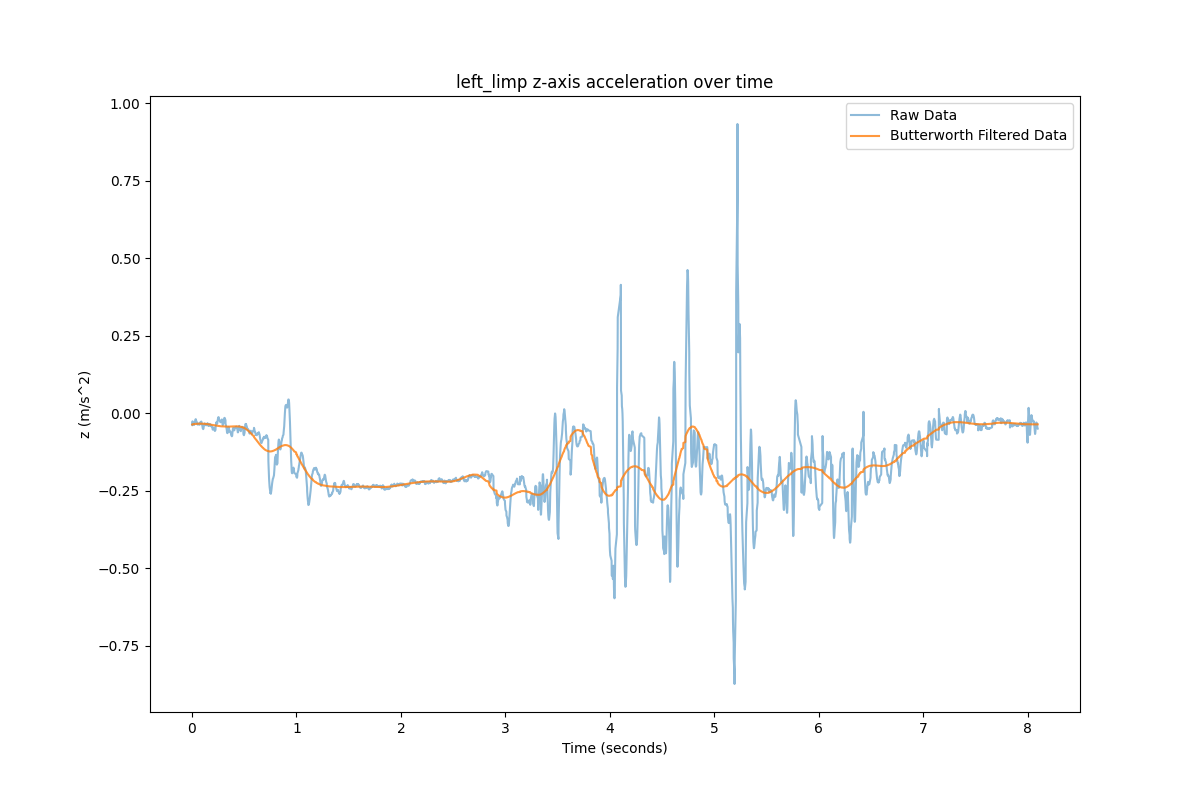 left_limp z-axis acceleration over time
Raw Data
Butterworth Filtered Data
z (m/s^2)
1.00
0.75
0.50
0.25
0.00
−0.25
−0.50
−0.75
0 1 2 3 4 5 6 7 8
Time (seconds)